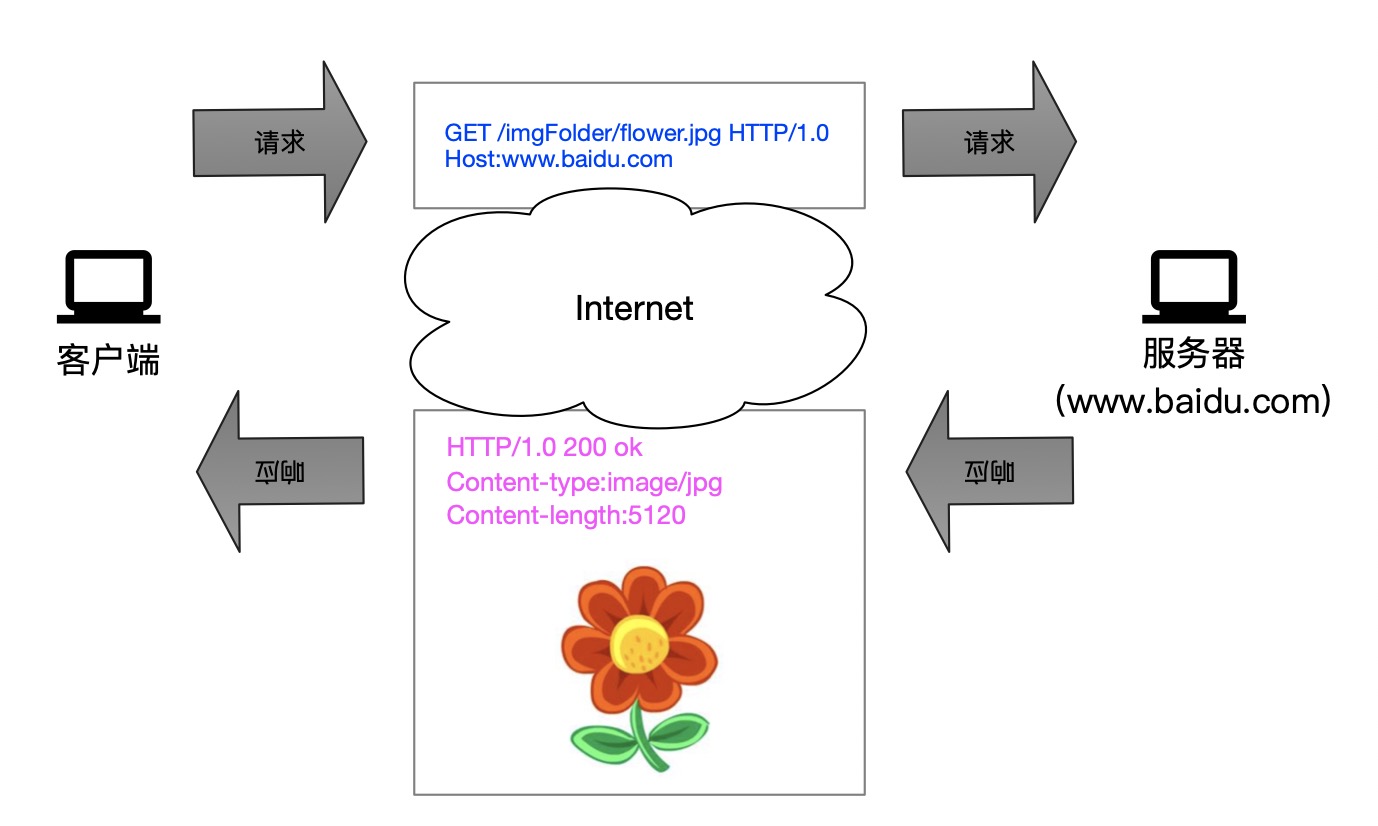 请求
GET /imgFolder/flower.jpg HTTP/1.0
Host:www.baidu.com
请求
客户端
Internet
服务器
(www.baidu.com)
响应
HTTP/1.0 200 ok
Content-type:image/jpg
Content-length:5120
响应